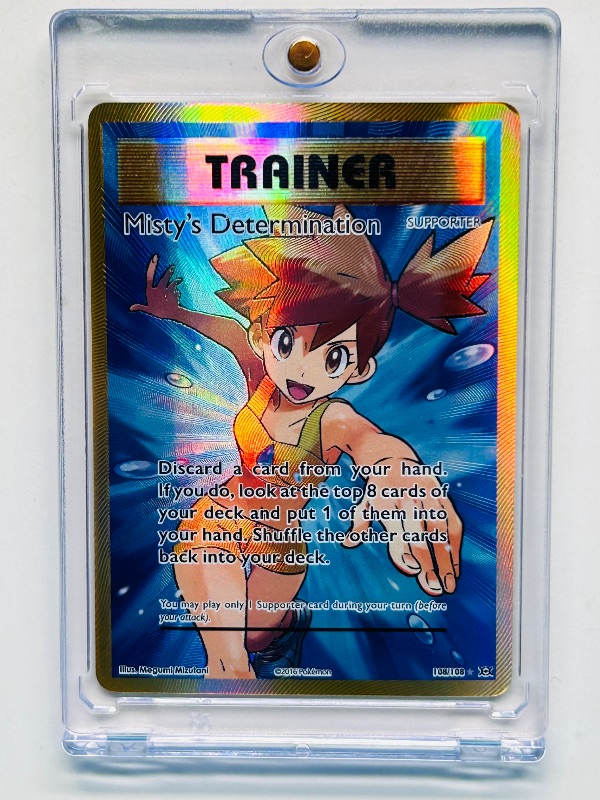 TRAINER
Misty's Determination SUPPORTER
Discard a card from your hand.
If you do, look at the top 8 cards of
your deck and put 1 of them into
your hand. Shuffle the other cards
back into your deck.
You may play only 1 Supporter card during your turn (before
your attack).
Illus. Megumi Mizutani ©2016 Pokémon 108/108 ★